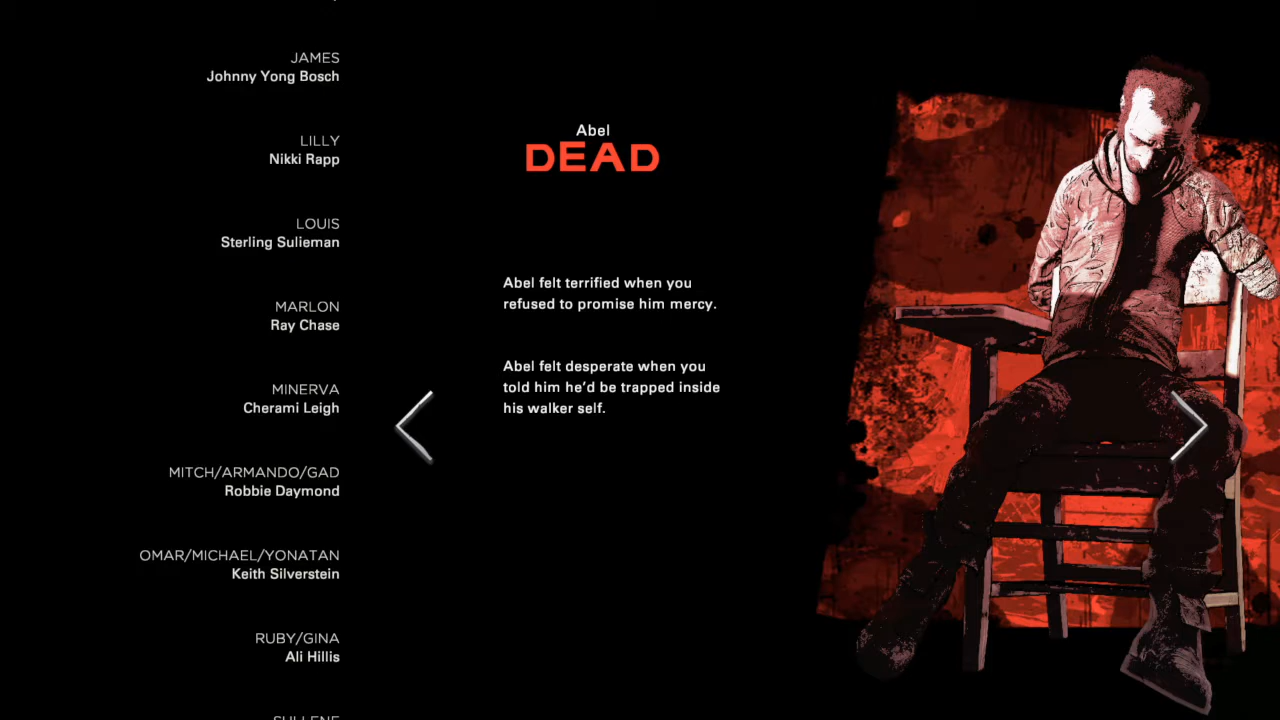 JAMES
Johnny Yong Bosch
LILLY
Nikki Rapp
LOUIS
Sterling Sulieman
MARLON
Ray Chase
MINERVA
Cherami Leigh
MITCH/ARMANDO/GAD
Robbie Daymond
OMAR/MICHAEL/YONATAN
Keith Silverstein
RUBY/GINA
Ali Hillis
Abel
DEAD
Abel felt terrified when you
refused to promise him mercy.
Abel felt desperate when you
told him he'd be trapped inside
his walker self.